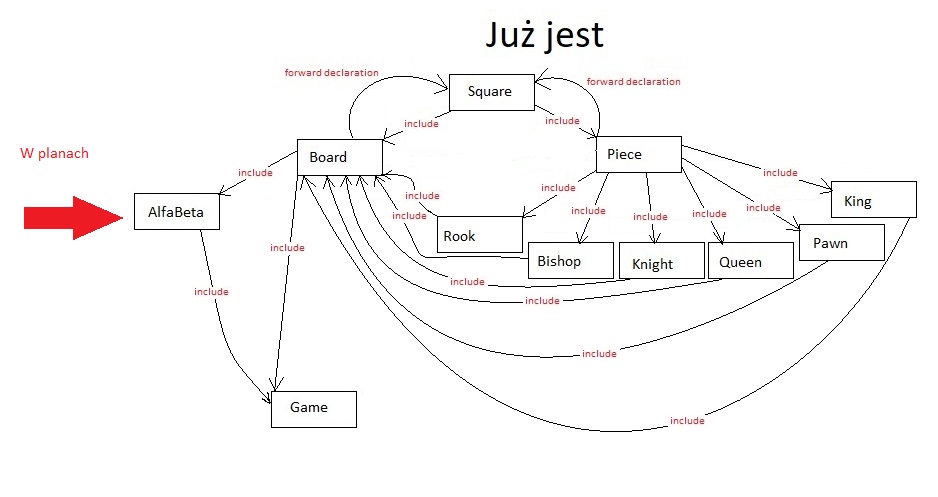 Już jest
forward declaration
forward declaration
Square
include
include
W planach
Board
Piece
include
include
include
King
include
AlfaBeta
include
include
include
include
include
Pawn
Rook
include
Bishop
Knight
Queen
include
include
include
include
Game
include